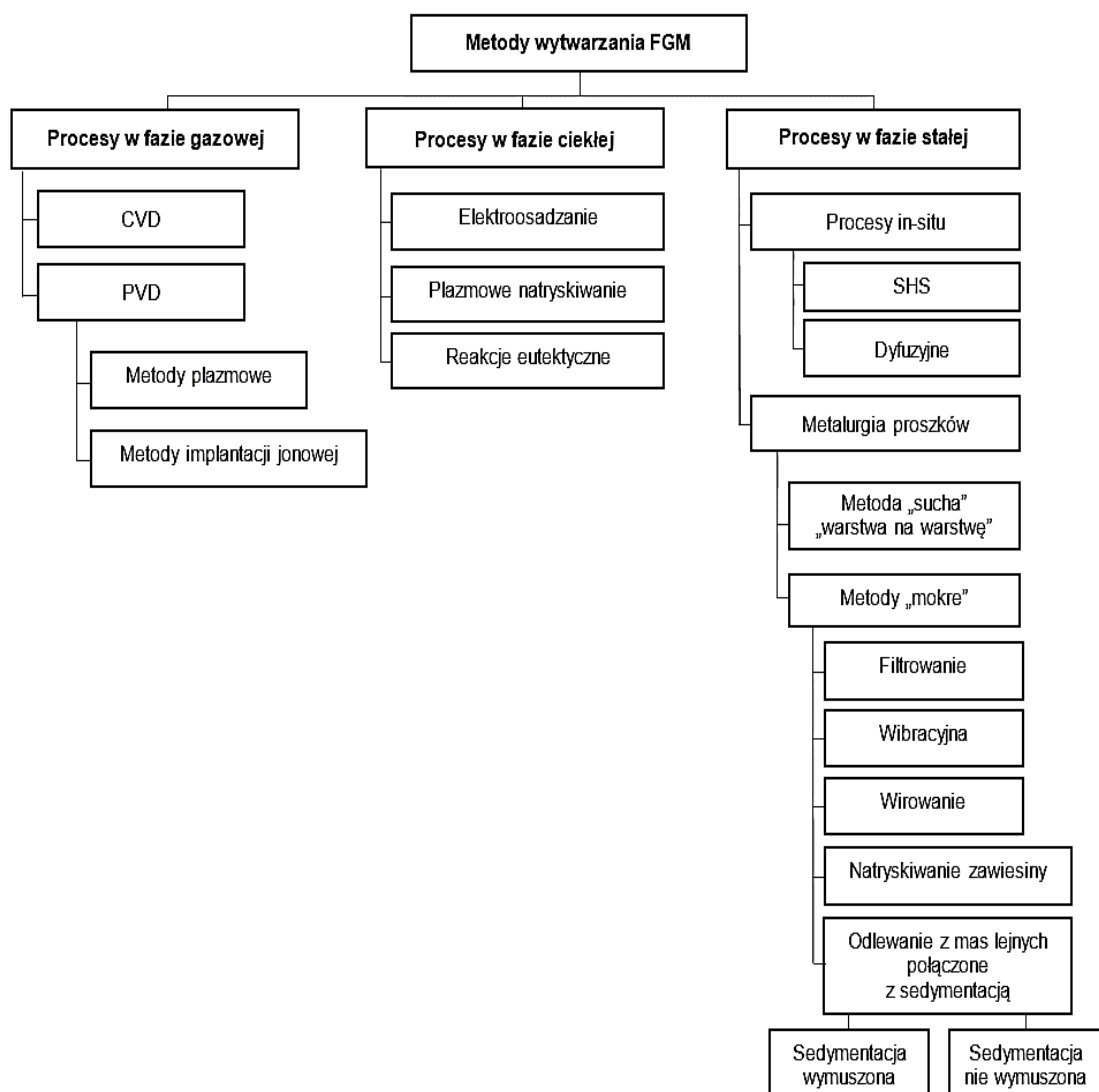 Metody wytwarzania FGM
Procesy w fazie gazowej
CVD
PVD
Metody plazmowe
Metody implantacji jonowej
Procesy w fazie ciekłej
Elektroosadzanie
Plazmowe natryskiwanie
Reakcje eutektyczne
Procesy w fazie stałej
Procesy in-situ
SHS
Dyfuzyjne
Metalurgia proszków
Metoda „sucha”
„warstwa na warstwę”
Metody „mokre”
Filtrowanie
Wibracyjna
Wirowanie
Natryskiwanie zawiesiny
Odlewanie z mas lejnych
połączone
z sedymentacją
Sedymentacja
wymuszona
Sedymentacja
nie wymuszona